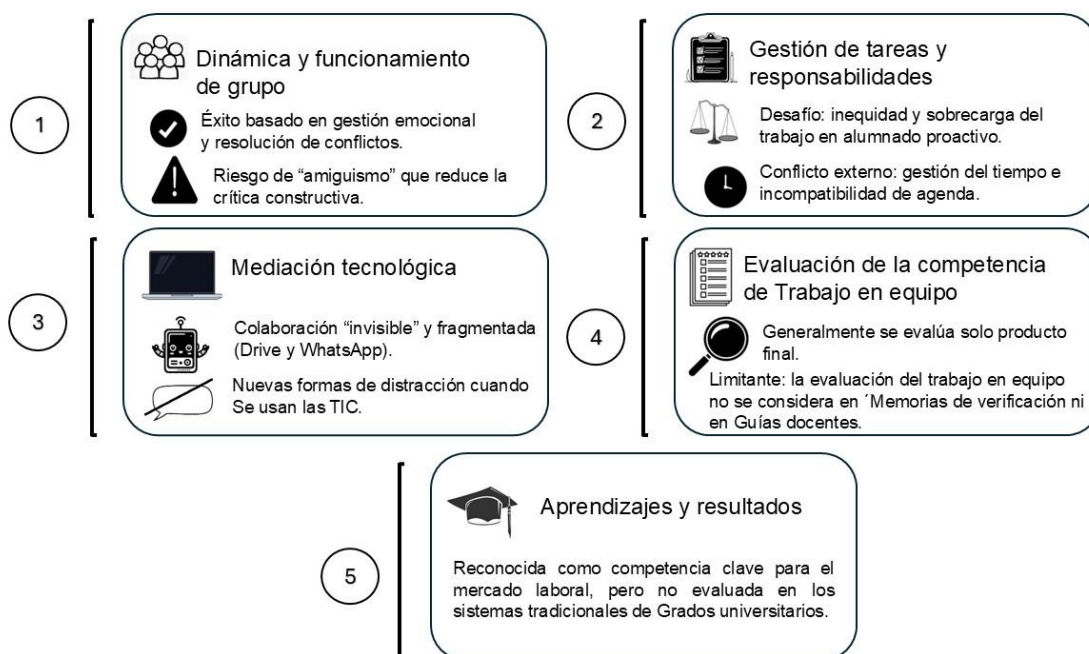 1
Dinámica y funcionamiento
de grupo
Éxito basado en gestión emocional
y resolución de conflictos.
Riesgo de “amiguismo” que reduce la
crítica constructiva.
2
Gestión de tareas y
responsabilidades
Desafío: inequidad y sobrecarga del
trabajo en alumnado proactivo.
Conflicto externo: gestión del tiempo e
incompatibilidad de agenda.
3
Mediación tecnológica
Colaboración “invisible” y fragmentada
(Drive y WhatsApp).
Nuevas formas de distracción cuando
Se usan las TIC.
4
Evaluación de la competencia
de Trabajo en equipo
Generalmente se evalúa solo producto
final.
Limitante: la evaluación del trabajo en equipo
no se considera en ´Memorias de verificación ni
en Guías docentes.
5
Aprendizajes y resultados
Reconocida como competencia clave para el
mercado laboral, pero no evaluada en los
sistemas tradicionales de Grados universitarios.